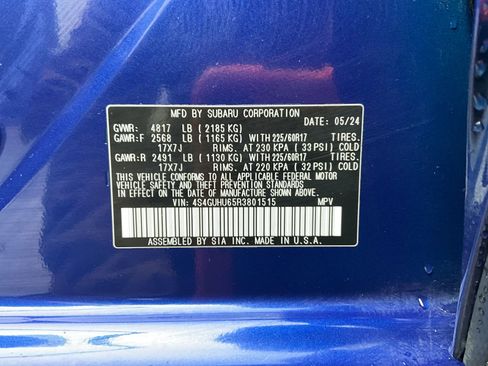 MFD BY SUBARU CORPORATION DATE: 05/24
GVWR: 4817 LB ( 2185 KG)
GAWR:F 2568 LB ( 1165 KG) WITH 225/60R17 TIRES.
17X7J RIMS, AT 230 KPA ( 33 PSI) COLD
GAWR:R 2491 LB ( 1130 KG) WITH 225/60R17 TIRES.
17X7J RIMS, AT 220 KPA ( 32 PSI) COLD
THIS VEHICLE CONFORMS TO ALL APPLICABLE FEDERAL MOTOR
VEHICLE SAFETY STANDARDS IN EFFECT ON THE DATE OF
MANUFACTURE SHOWN ABOVE.
VIN: 4S4GUHU65R3801515 MPV
ASSEMBLED BY SIA INC. MADE IN U.S.A.